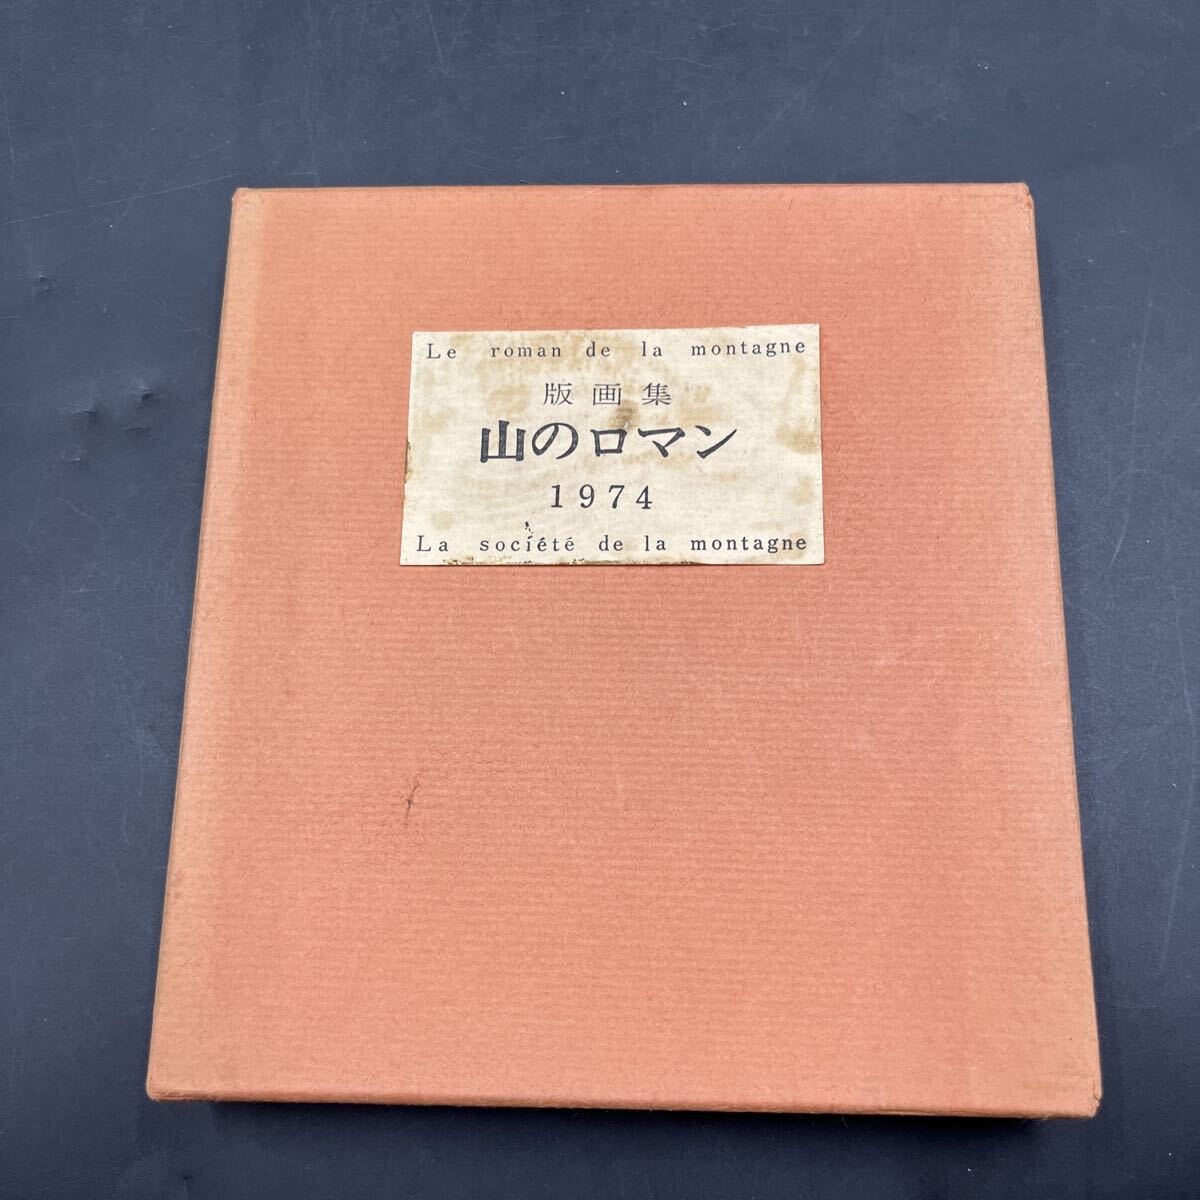 Le roman de la montagne
版画集
山のロマン
1974
La société de la montagne